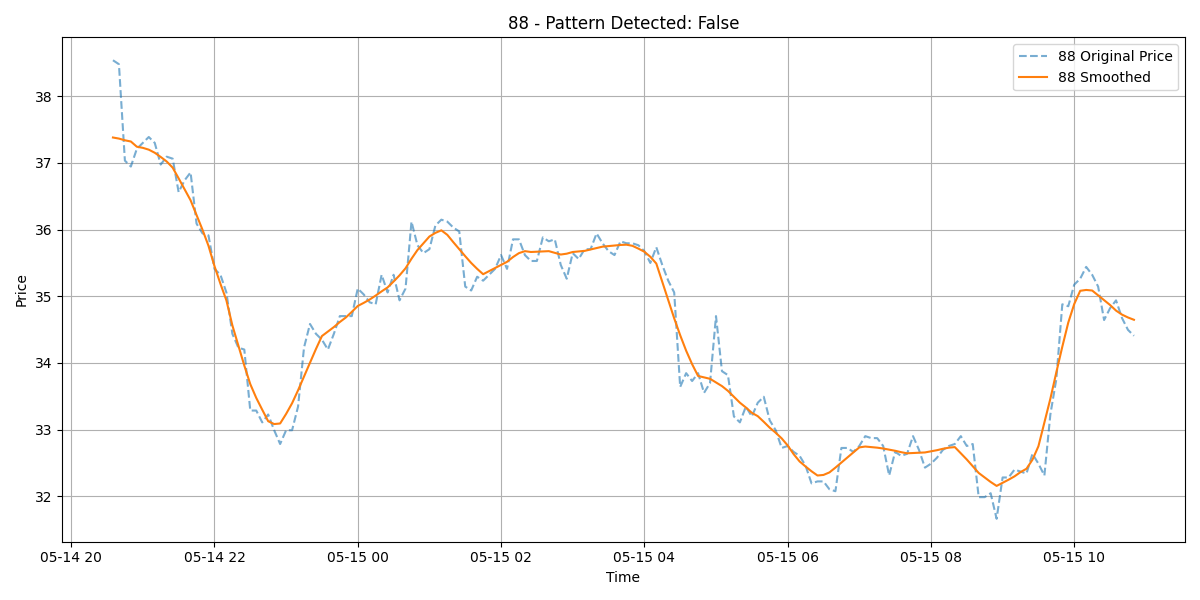 88 - Pattern Detected: False
88 Original Price
88 Smoothed
Price
38
37
36
35
34
33
32
05-14 20 05-14 22 05-15 00 05-15 02 05-15 04 05-15 06 05-15 08 05-15 10
Time